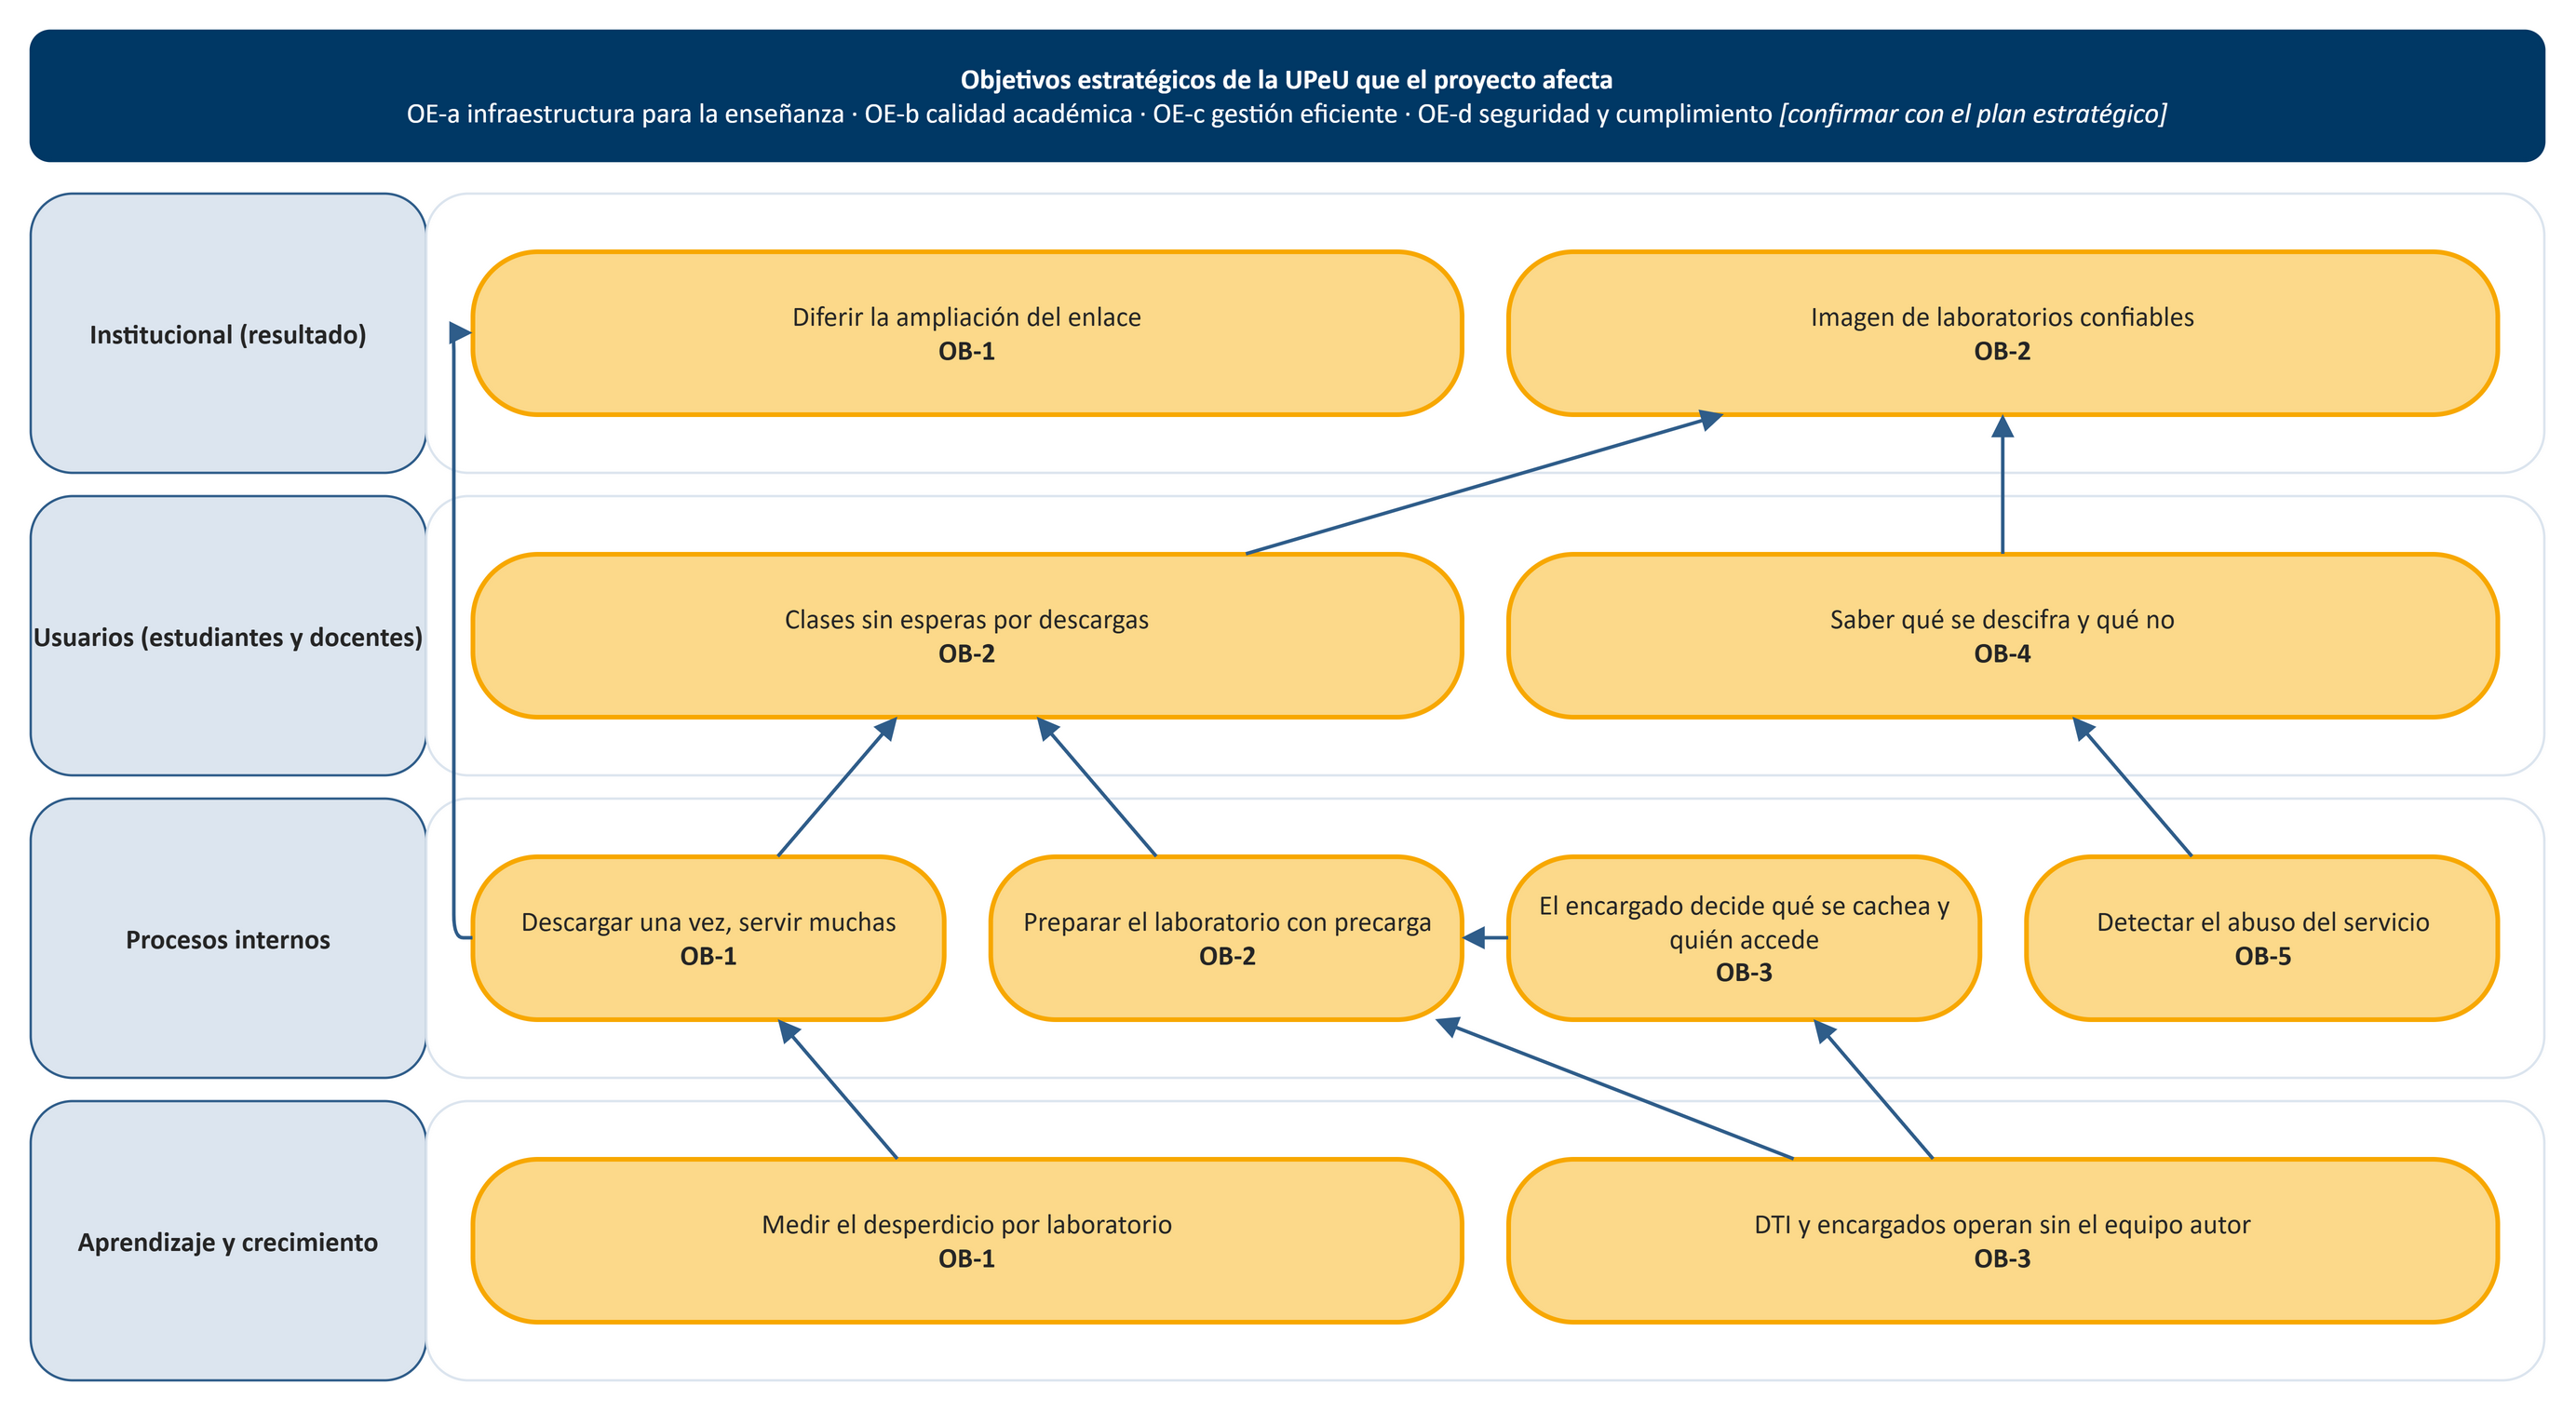 Objetivos estratégicos de la UPeU que el proyecto afecta
OE-a infraestructura para la enseñanza · OE-b calidad académica · OE-c gestión eficiente · OE-d seguridad y cumplimiento [confirmar con el plan estratégico]
Institucional (resultado)
Diferir la ampliación del enlace
OB-1
Imagen de laboratorios confiables
OB-2
Usuarios (estudiantes y docentes)
Clases sin esperas por descargas
OB-2
Saber qué se descifra y qué no
OB-4
Procesos internos
Descargar una vez, servir muchas
OB-1
Preparar el laboratorio con precarga
OB-2
El encargado decide qué se cachea y
quién accede
OB-3
Detectar el abuso del servicio
OB-5
Aprendizaje y crecimiento
Medir el desperdicio por laboratorio
OB-1
DTI y encargados operan sin el equipo autor
OB-3